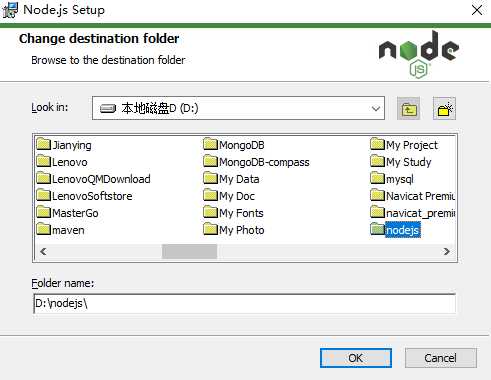 Node.js Setup
Change destination folder
Browse to the destination folder
node
JS
Look in:
本地磁盘D (D:)
Jianying
Lenovo
LenovoQMDownload
LenovoSoftstore
MasterGo
maven
MongoDB
MongoDB-compass
My Data
My Doc
My Fonts
My Photo
My Project
My Study
mysql
Navicat Premiu
navicat_premiu
nodejs
Folder name:
D:\nodejs\
OK
Cancel